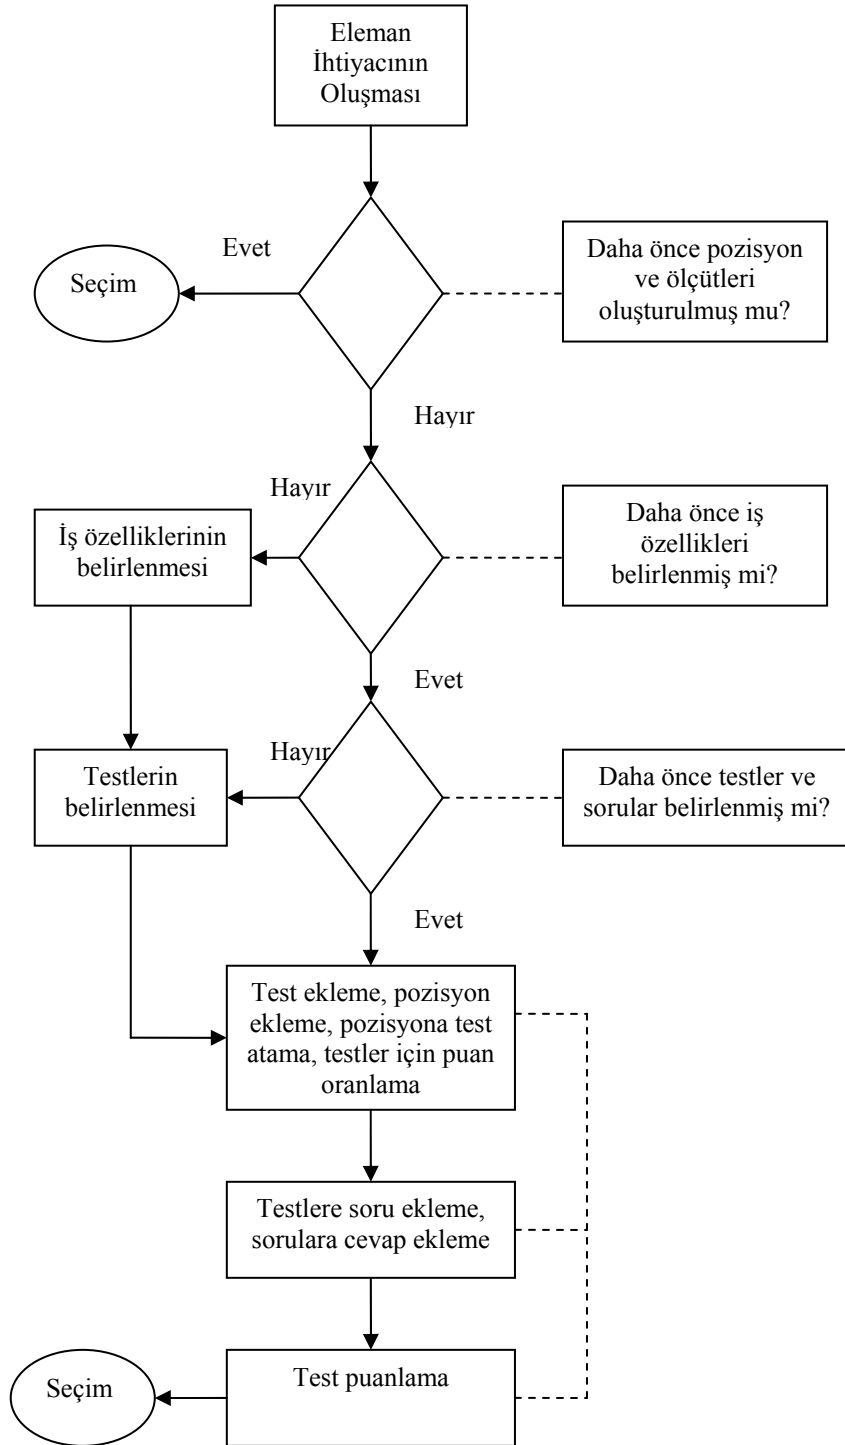 Eleman
İhtiyacının
Oluşması
Evet
Seçim
Daha önce pozisyon
ve ölçütleri
oluşturulmuş mu?
Hayır
Hayır
İş özelliklerinin
belirlenmesi
Daha önce iş
özellikleri
belirlenmiş mi?
Evet
Hayır
Testlerin
belirlenmesi
Daha önce testler ve
sorular belirlenmiş mi?
Evet
Test ekleme, pozisyon
ekleme, pozisyona test
atama, testler için puan
oranlama
Testlere soru ekleme,
sorulara cevap ekleme
Seçim
Test puanlama